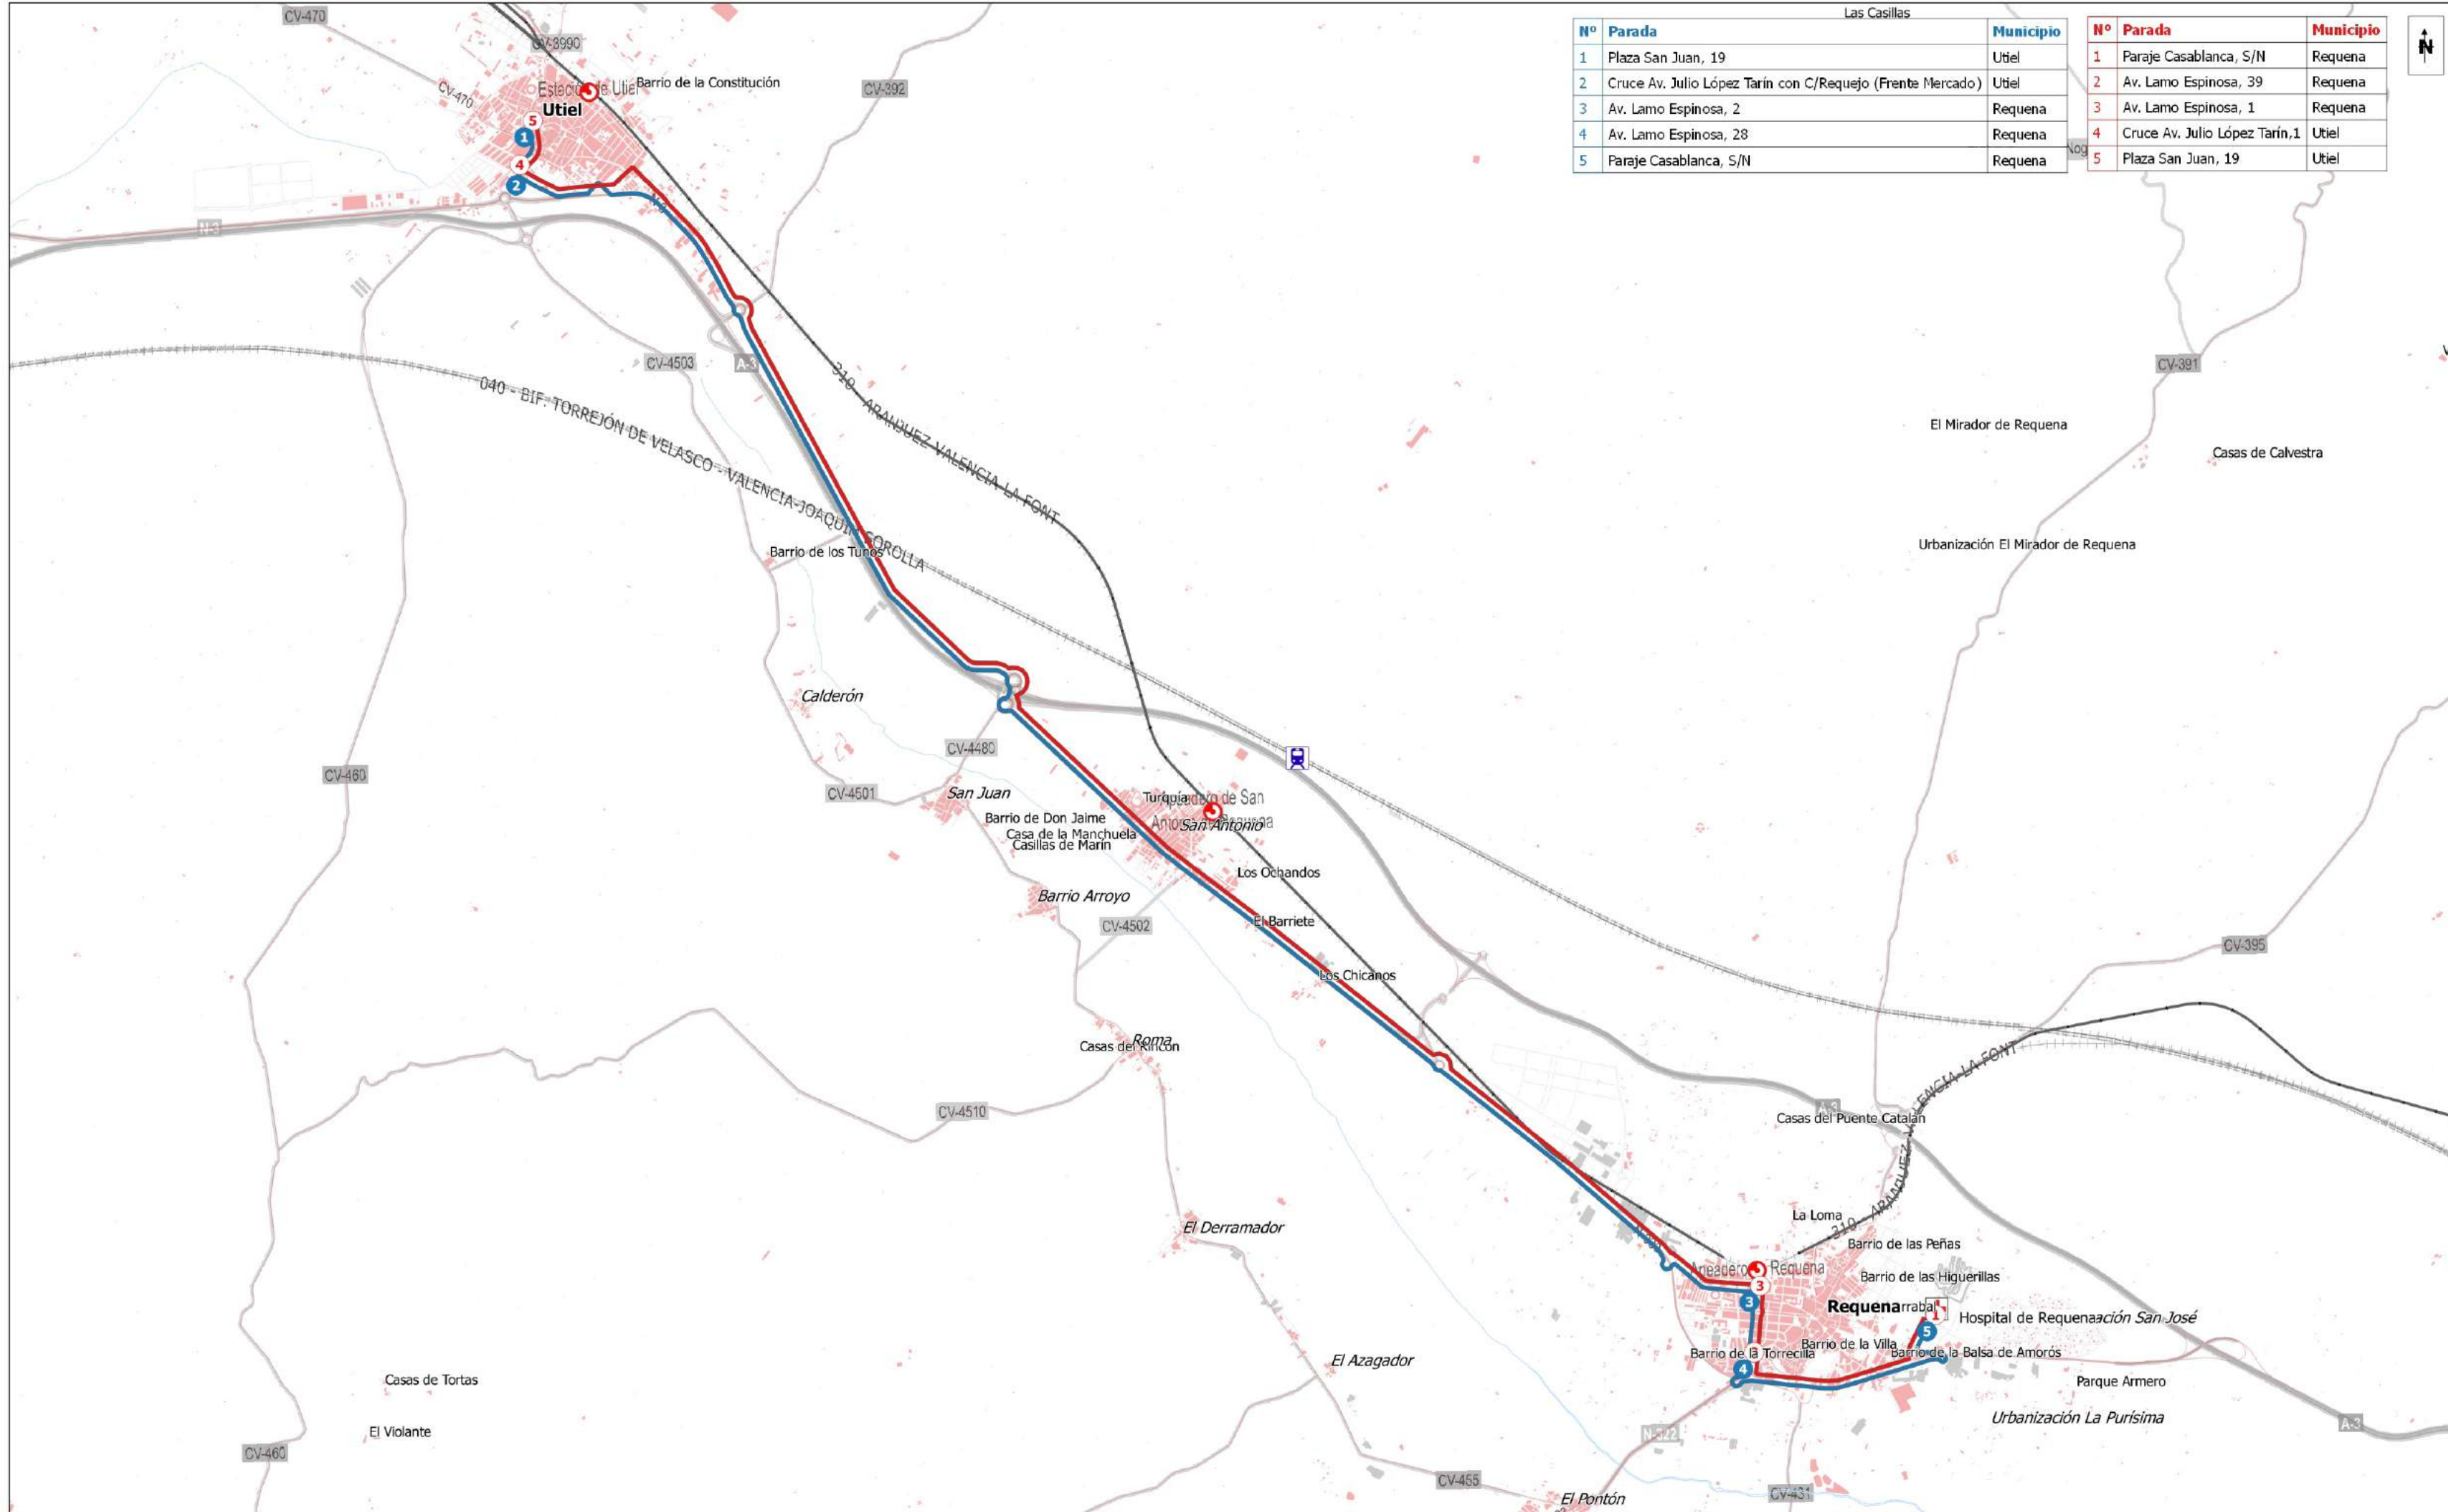 Las Casillas
Nº Parada Municipio
1 Plaza San Juan, 19 Utiel
2 Cruce Av. Julio López Tarín con C/Requejo (Frente Mercado) Utiel
3 Av. Lamo Espinosa, 2 Requena
4 Av. Lamo Espinosa, 28 Requena
5 Paraje Casablanca, S/N Requena
Nº Parada Municipio
1 Paraje Casablanca, S/N Requena
2 Av. Lamo Espinosa, 39 Requena
3 Av. Lamo Espinosa, 1 Requena
4 Cruce Av. Julio López Tarín,1 Utiel
5 Plaza San Juan, 19 Utiel
N
CV-470
CV-3990
Barrio de la Constitución
CV-392
CV-470
Utiel
5
1
4
2
N-3
CV-4503
A-3
CV-391
040 - BIF. TORREJÓN DE VELASCO - VALENCIA-JOAQUÍN SOROLLA
310 - ARANJUEZ-VALENCIA-LA FONT
El Mirador de Requena
Casas de Calvestra
Urbanización El Mirador de Requena
Barrio de los Tunos
Calderón
CV-4480
CV-460
CV-4501
San Juan
Turquía
Barrio de Don Jaime
San Antonio
Casa de la Manchuela
Casillas de Marín
Los Ochandos
Barrio Arroyo
El Barriete
CV-4502
CV-395
Los Chicanos
Roma
Casas del Rincón
CV-4510
A-3
Casas del Puente Catalán
La Loma
El Derramador
Barrio de las Peñas
Requena
Barrio de las Higuerillas
3
3
Requena
1
Hospital de Requena
5
Barrio de la Villa
Barrio de la Torrecilla
Barrio de la Balsa de Amorós
El Azagador
4
Casas de Tortas
Parque Armero
Urbanización La Purísima
A-3
El Violante
N-322
CV-460
CV-455
CV-431
El Pontón